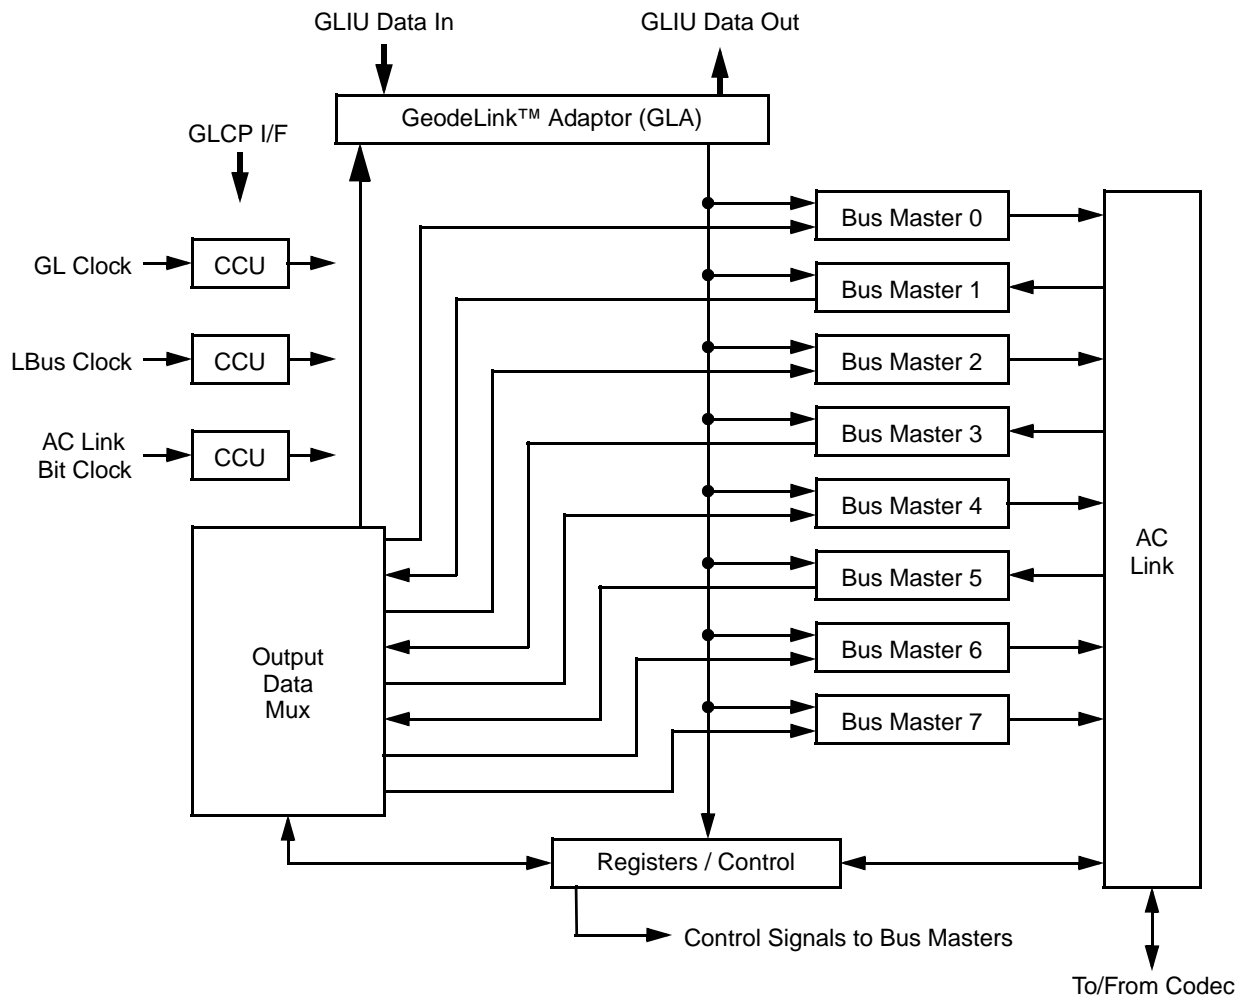 GLIU Data In
GLIU Data Out
GeodeLink™ Adaptor (GLA)
GLCP I/F
GL Clock
CCU
LBus Clock
CCU
AC Link
Bit Clock
CCU
Bus Master 0
Bus Master 1
Bus Master 2
Bus Master 3
Bus Master 4
Bus Master 5
Bus Master 6
Bus Master 7
AC
Link
Output
Data
Mux
Registers / Control
Control Signals to Bus Masters
To/From Codec